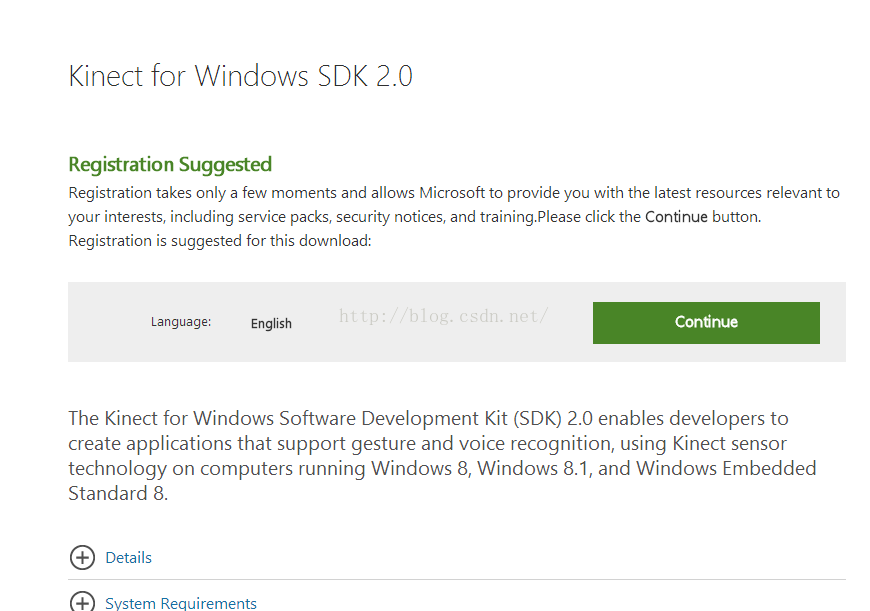 Kinect for Windows SDK 2.0
Registration Suggested
Registration takes only a few moments and allows Microsoft to provide you with the latest resources relevant to
your interests, including service packs, security notices, and training.Please click the Continue button.
Registration is suggested for this download:
Language: English http://blog.csdn.net/ Continue
The Kinect for Windows Software Development Kit (SDK) 2.0 enables developers to
create applications that support gesture and voice recognition, using Kinect sensor
technology on computers running Windows 8, Windows 8.1, and Windows Embedded
Standard 8.
Details
System Requirements